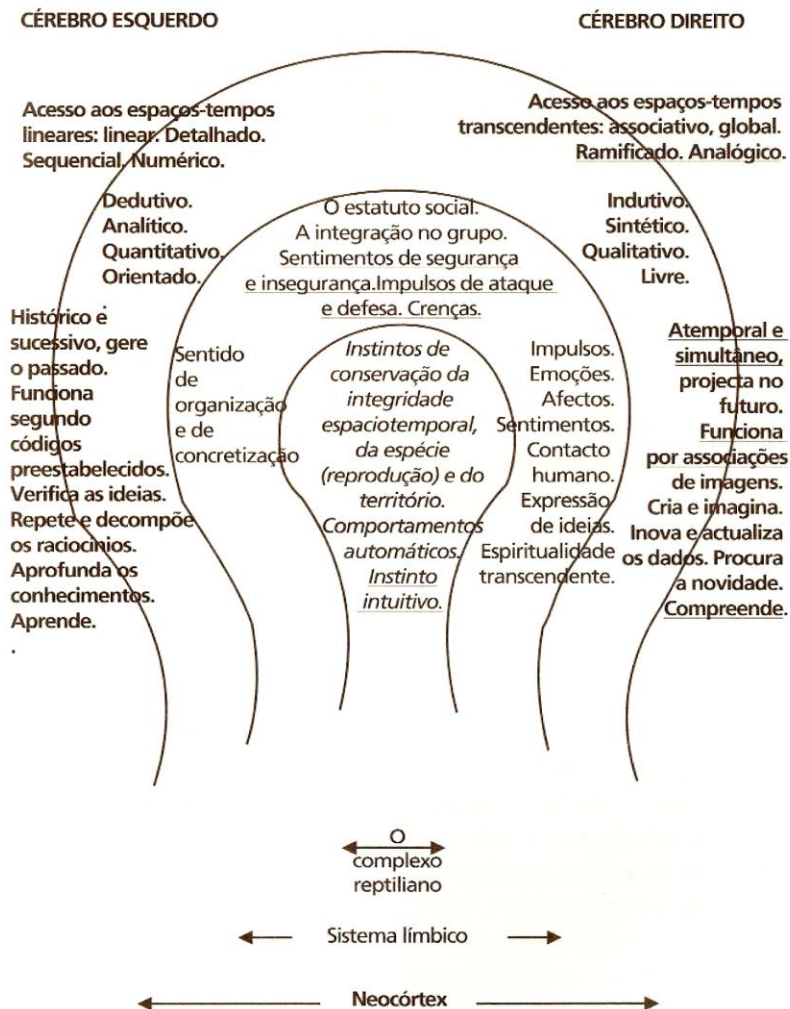 CÉREBRO ESQUERDO
CÉREBRO DIREITO
Acesso aos espaços-tempos
lineares: linear. Detalhado.
Sequencial, Numérico.
Acesso aos espaços-tempos
transcendentes: associativo, global.
Ramificado. Analógico.
Dedutivo.
Analítico.
Quantitativo.
Orientado.
O estatuto social.
A integração no grupo.
Sentimentos de segurança
e insegurança.Impulsos de ataque
e defesa. Crenças.
Indutivo.
Sintético.
Qualitativo.
Livre.
Histórico e
sucessivo, gere
o passado.
Funciona
segundo
códigos
preestabelecidos.
Verifica as ideias.
Repete e decompõe
os raciocínios.
Aprofunda os
conhecimentos.
Aprende.
.
Sentido
de
organização
e de
concretização
Instintos de
conservação da
integridade
espaciotemporal,
da espécie
(reprodução) e do
território.
Comportamentos
automáticos.
Instinto
intuitivo.
Impulsos.
Emoções.
Afectos.
Sentimentos.
Contacto
humano.
Expressão
de ideias.
Espiritualidade
transcendente.
Atemporal e
simultâneo,
projecta no
futuro.
Funciona
por associações
de imagens.
Cria e imagina.
Inova e actualiza
os dados. Procura
a novidade.
Compreende.
O
complexo
reptiliano
Sistema límbico
Neocórtex